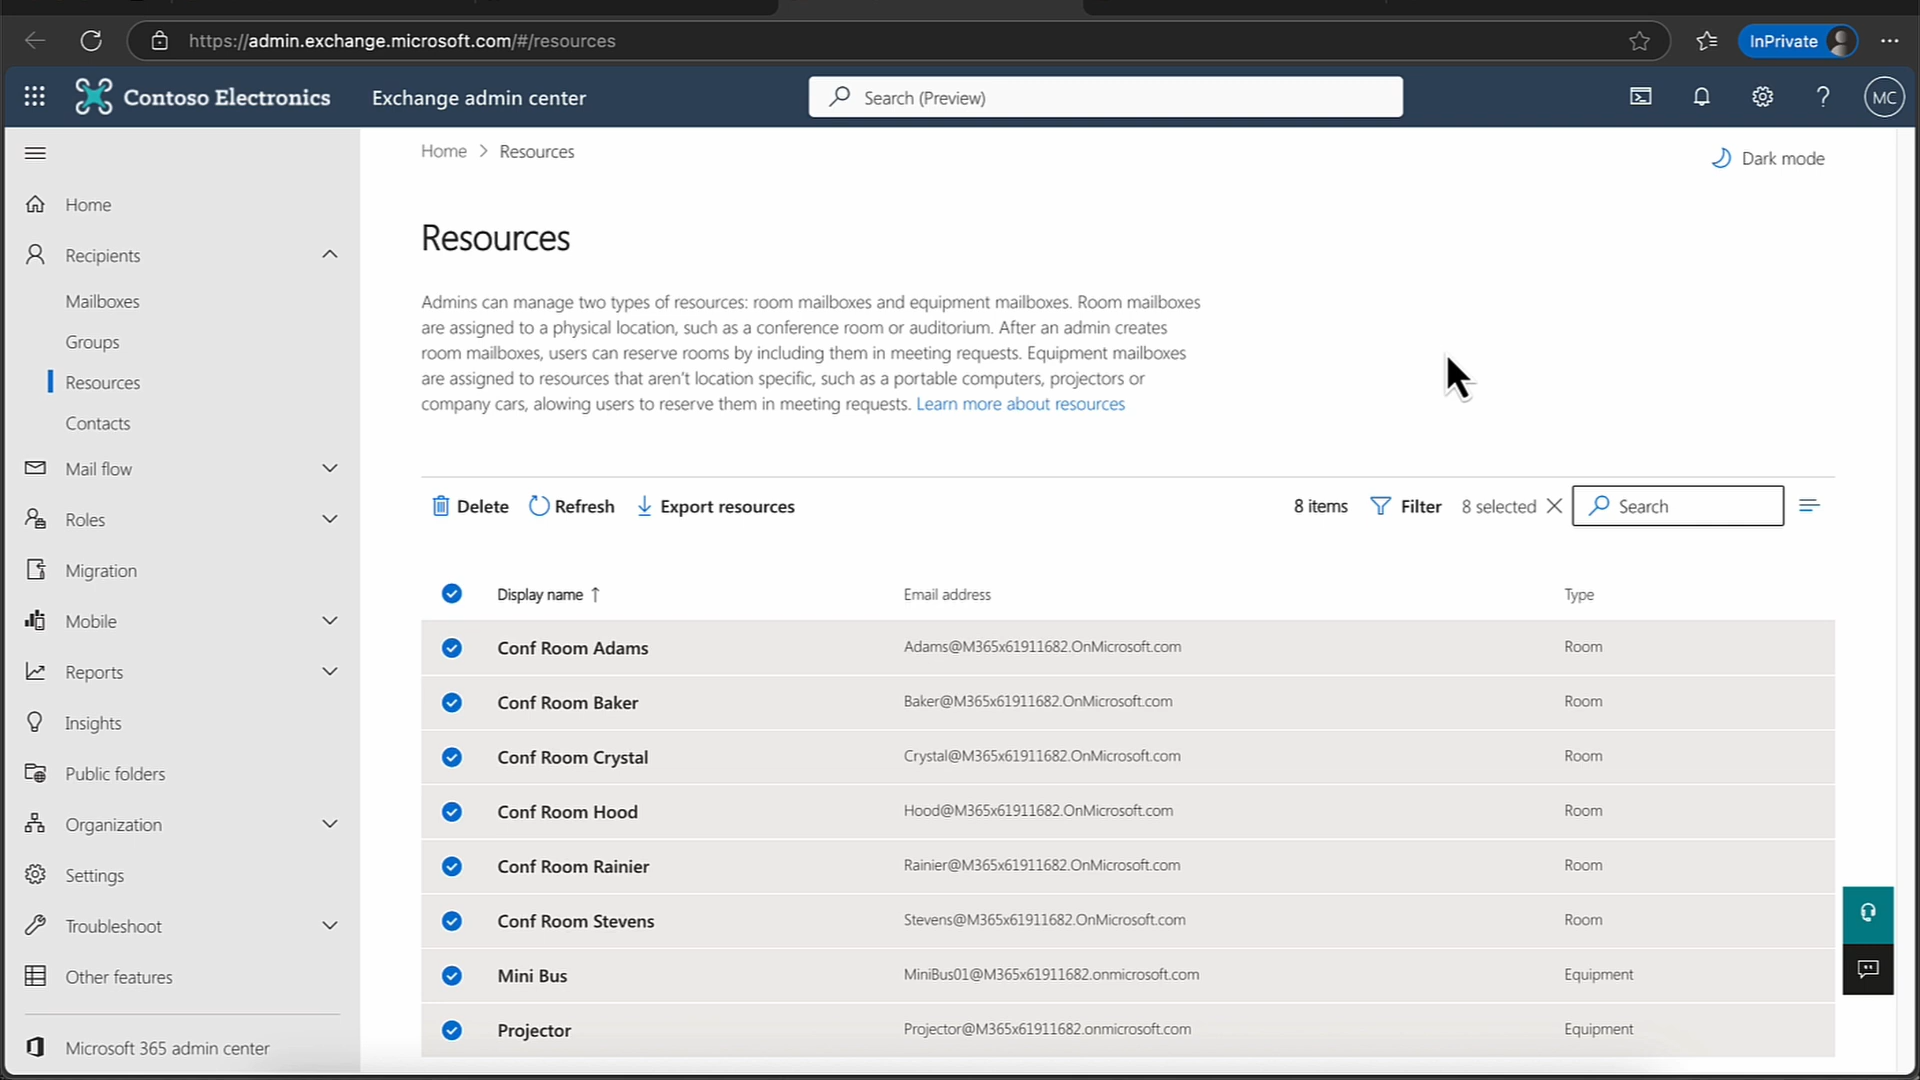 https://admin.exchange.microsoft.com/#/resources
InPrivate
Contoso Electronics
Exchange admin center
Search (Preview)
MC
Home > Resources
Dark mode
Home
Recipients
Mailboxes
Groups
Resources
Contacts
Mail flow
Roles
Migration
Mobile
Reports
Insights
Public folders
Organization
Settings
Troubleshoot
Other features
Microsoft 365 admin center
Resources
Admins can manage two types of resources: room mailboxes and equipment mailboxes. Room mailboxes
are assigned to a physical location, such as a conference room or auditorium. After an admin creates
room mailboxes, users can reserve rooms by including them in meeting requests. Equipment mailboxes
are assigned to resources that aren't location specific, such as a portable computers, projectors or
company cars, alowing users to reserve them in meeting requests. Learn more about resources
Delete Refresh Export resources 8 items Filter 8 selected Search
Display name ↑ Email address Type
Conf Room Adams Adams@M365x61911682.OnMicrosoft.com Room
Conf Room Baker Baker@M365x61911682.OnMicrosoft.com Room
Conf Room Crystal Crystal@M365x61911682.OnMicrosoft.com Room
Conf Room Hood Hood@M365x61911682.OnMicrosoft.com Room
Conf Room Rainier Rainier@M365x61911682.OnMicrosoft.com Room
Conf Room Stevens Stevens@M365x61911682.OnMicrosoft.com Room
Mini Bus MiniBus01@M365x61911682.onmicrosoft.com Equipment
Projector Projector@M365x61911682.onmicrosoft.com Equipment